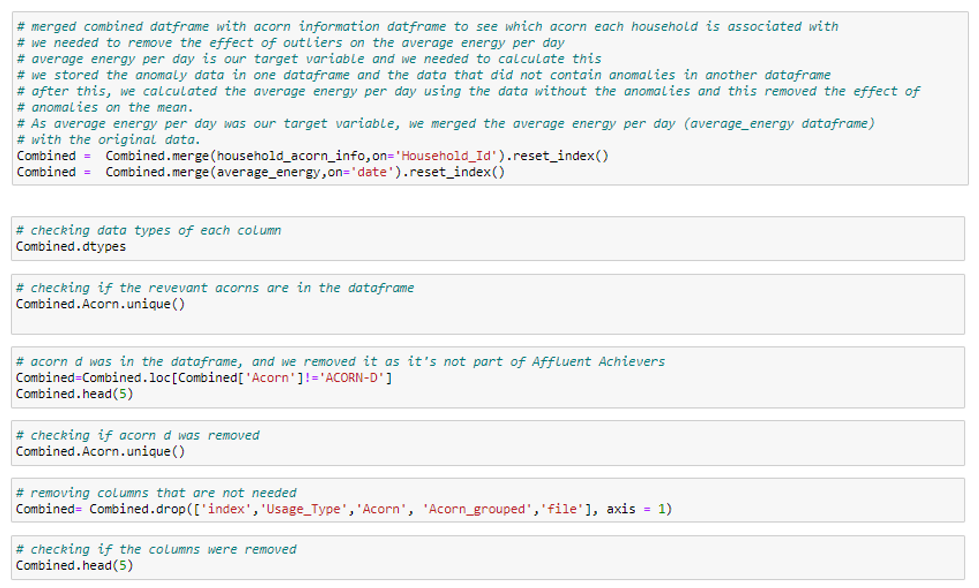 # merged combined datframe with acorn information datframe to see which acorn each household is associated with
# we needed to remove the effect of outliers on the average energy per day
# average energy per day is our target variable and we needed to calculate this
# we stored the anomaly data in one dataframe and the data that did not contain anomalies in another dataframe
# after this, we calculated the average energy per day using the data without the anomalies and this removed the effect of
# anomalies on the mean.
# As average energy per day was our target variable, we merged the average energy per day (average_energy dataframe)
# with the original data.
Combined =  Combined.merge(household_acorn_info,on='Household_Id').reset_index()
Combined =  Combined.merge(average_energy,on='date').reset_index()
# checking data types of each column
Combined.dtypes
# checking if the revevant acorns are in the dataframe
Combined.Acorn.unique()
# acorn d was in the dataframe, and we removed it as it's not part of Affluent Achievers
Combined=Combined.loc[Combined['Acorn']!='ACORN-D']
Combined.head(5)
# checking if acorn d was removed
Combined.Acorn.unique()
# removing columns that are not needed
Combined= Combined.drop(['index','Usage_Type','Acorn', 'Acorn_grouped','file'], axis = 1)
# checking if the columns were removed
Combined.head(5)